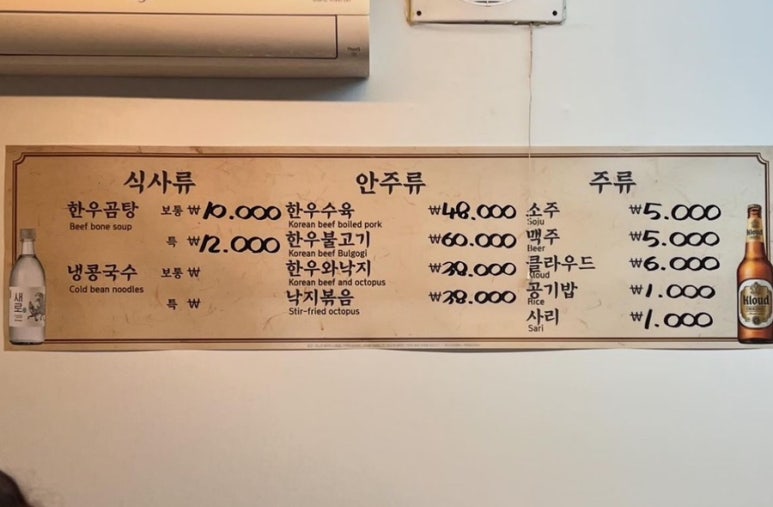 식사류
한우곰탕 보통 ₩10.000
Beef bone soup
특 ₩12.000
냉콩국수 보통 ₩
Cold bean noodles
특 ₩
안주류
한우수육 ₩48.000
Korean beef boiled pork
한우불고기 ₩60.000
Korean beef Bulgogi
한우와낙지 ₩38.000
Korean beef and octopus
낙지볶음 ₩38.000
Stir-fried octopus
주류
소주 ₩5.000
Soju
맥주 ₩5.000
Beer
클라우드 ₩6.000
Kloud
공기밥 ₩1.000
Rice
사리 ₩1.000
Sari
새로
Kloud
Kloud